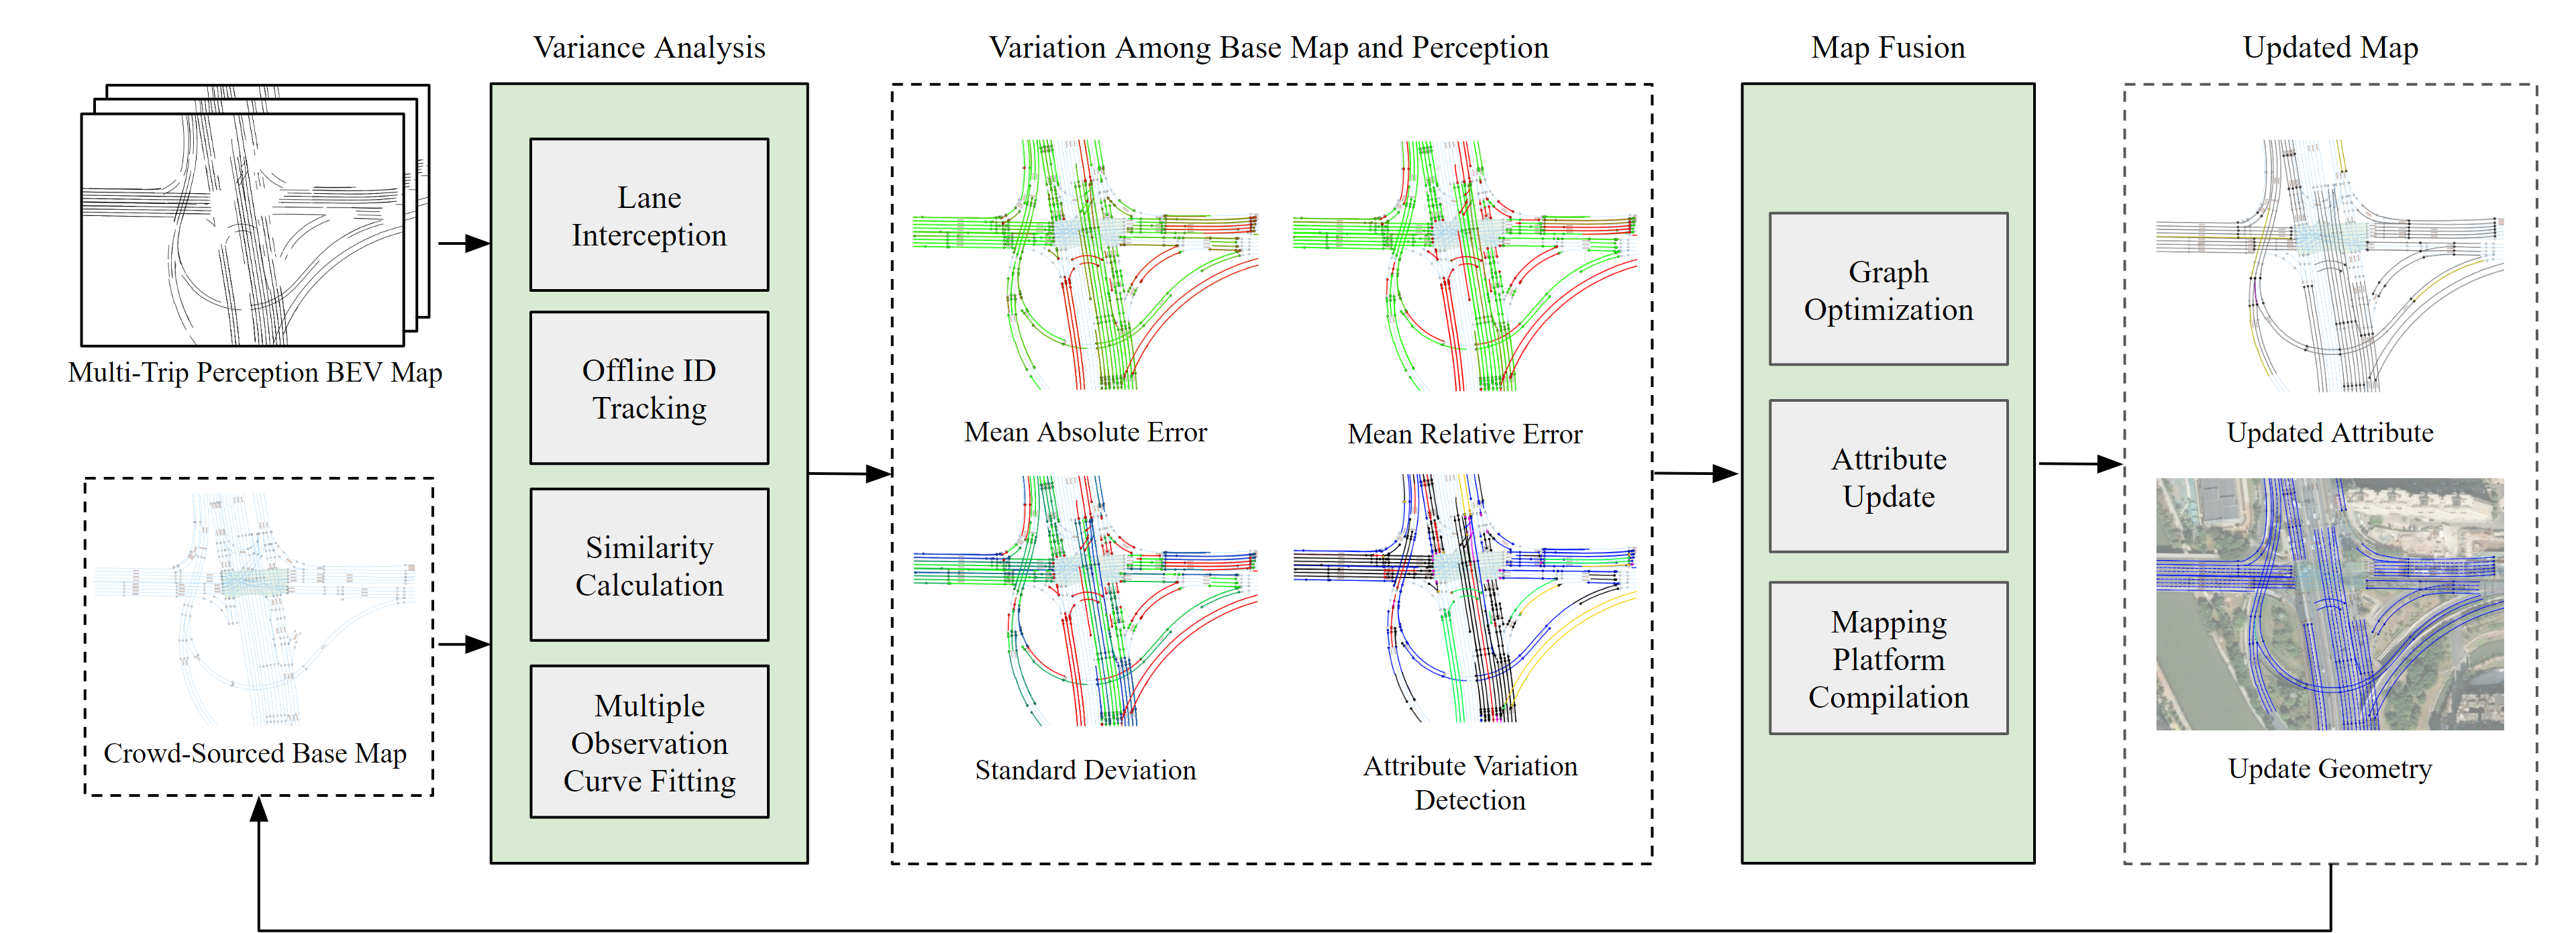 Variance Analysis
Variation Among Base Map and Perception
Map Fusion
Updated Map
Multi-Trip Perception BEV Map
Crowd-Sourced Base Map
Lane
Interception
Offline ID
Tracking
Similarity
Calculation
Multiple
Observation
Curve Fitting
Mean Absolute Error
Mean Relative Error
Standard Deviation
Attribute Variation
Detection
Graph
Optimization
Attribute
Update
Mapping
Platform
Compilation
Updated Attribute
Update Geometry